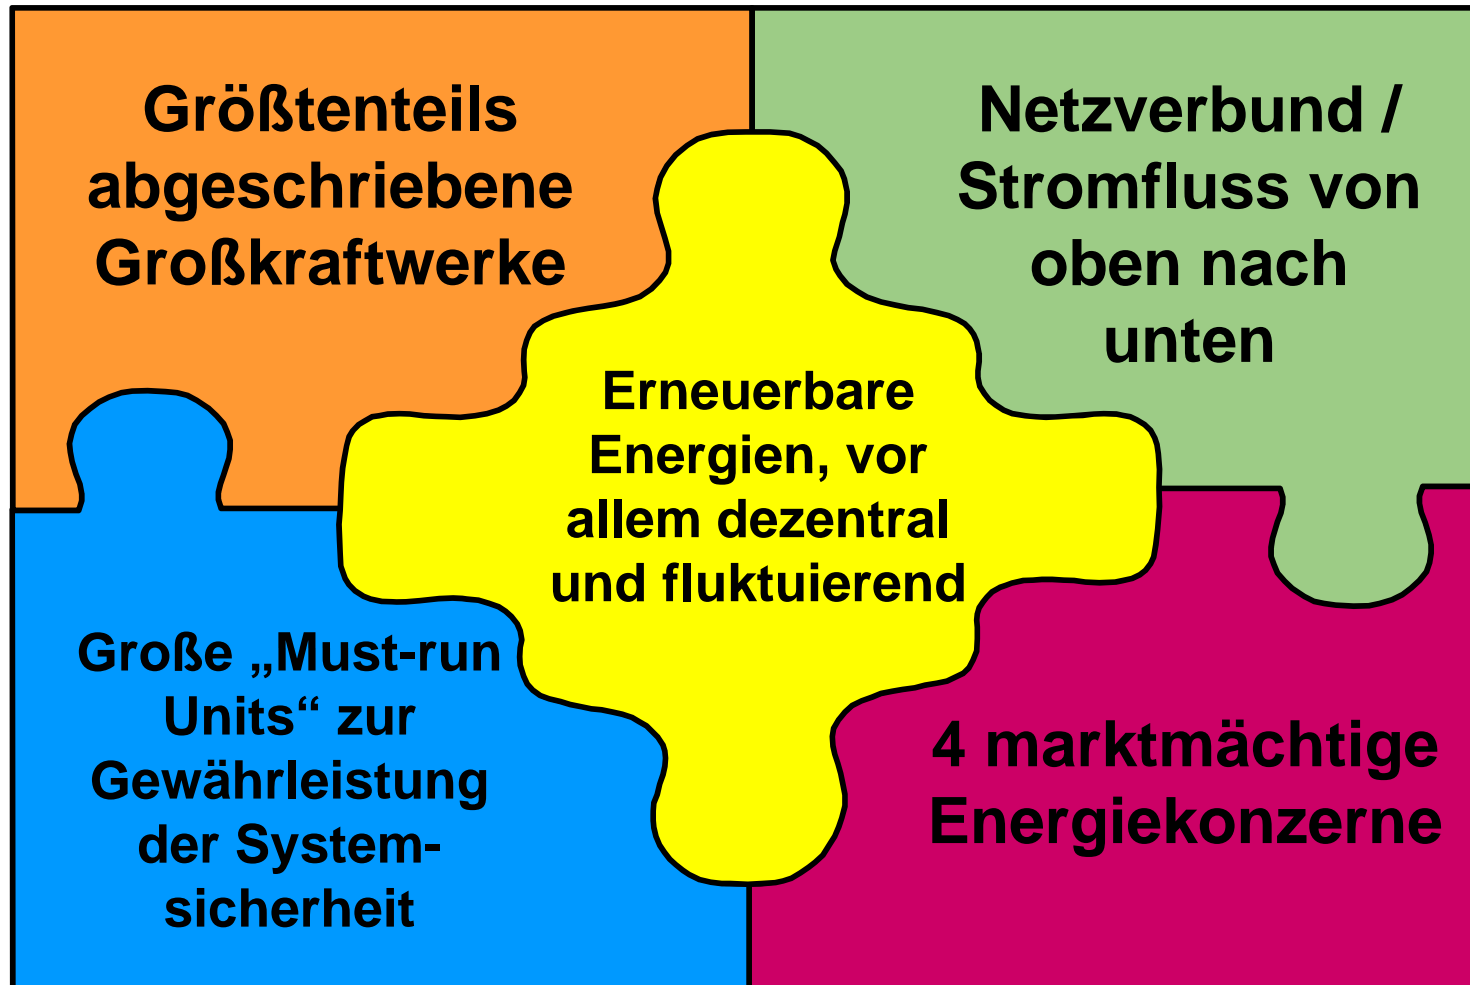 Größtenteils
abgeschriebene
Großkraftwerke
Netzverbund /
Stromfluss von
oben nach
unten
Erneuerbare
Energien, vor
allem dezentral
und fluktuierend
Große „Must-run
Units“ zur
Gewährleistung
der System-
sicherheit
4 marktmächtige
Energiekonzerne